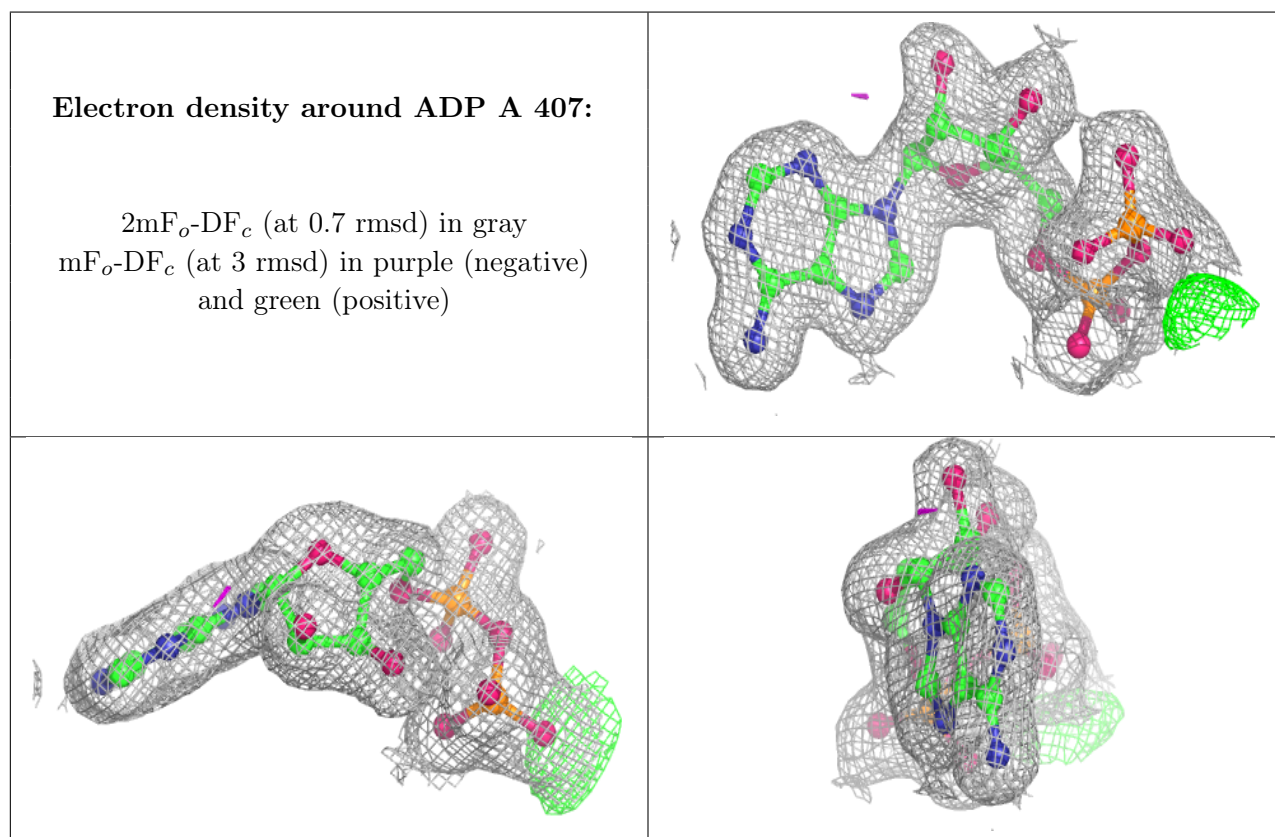 Electron density around ADP A 407:
2mFo-DFc (at 0.7 rmsd) in gray
mFo-DFc (at 3 rmsd) in purple (negative)
and green (positive)